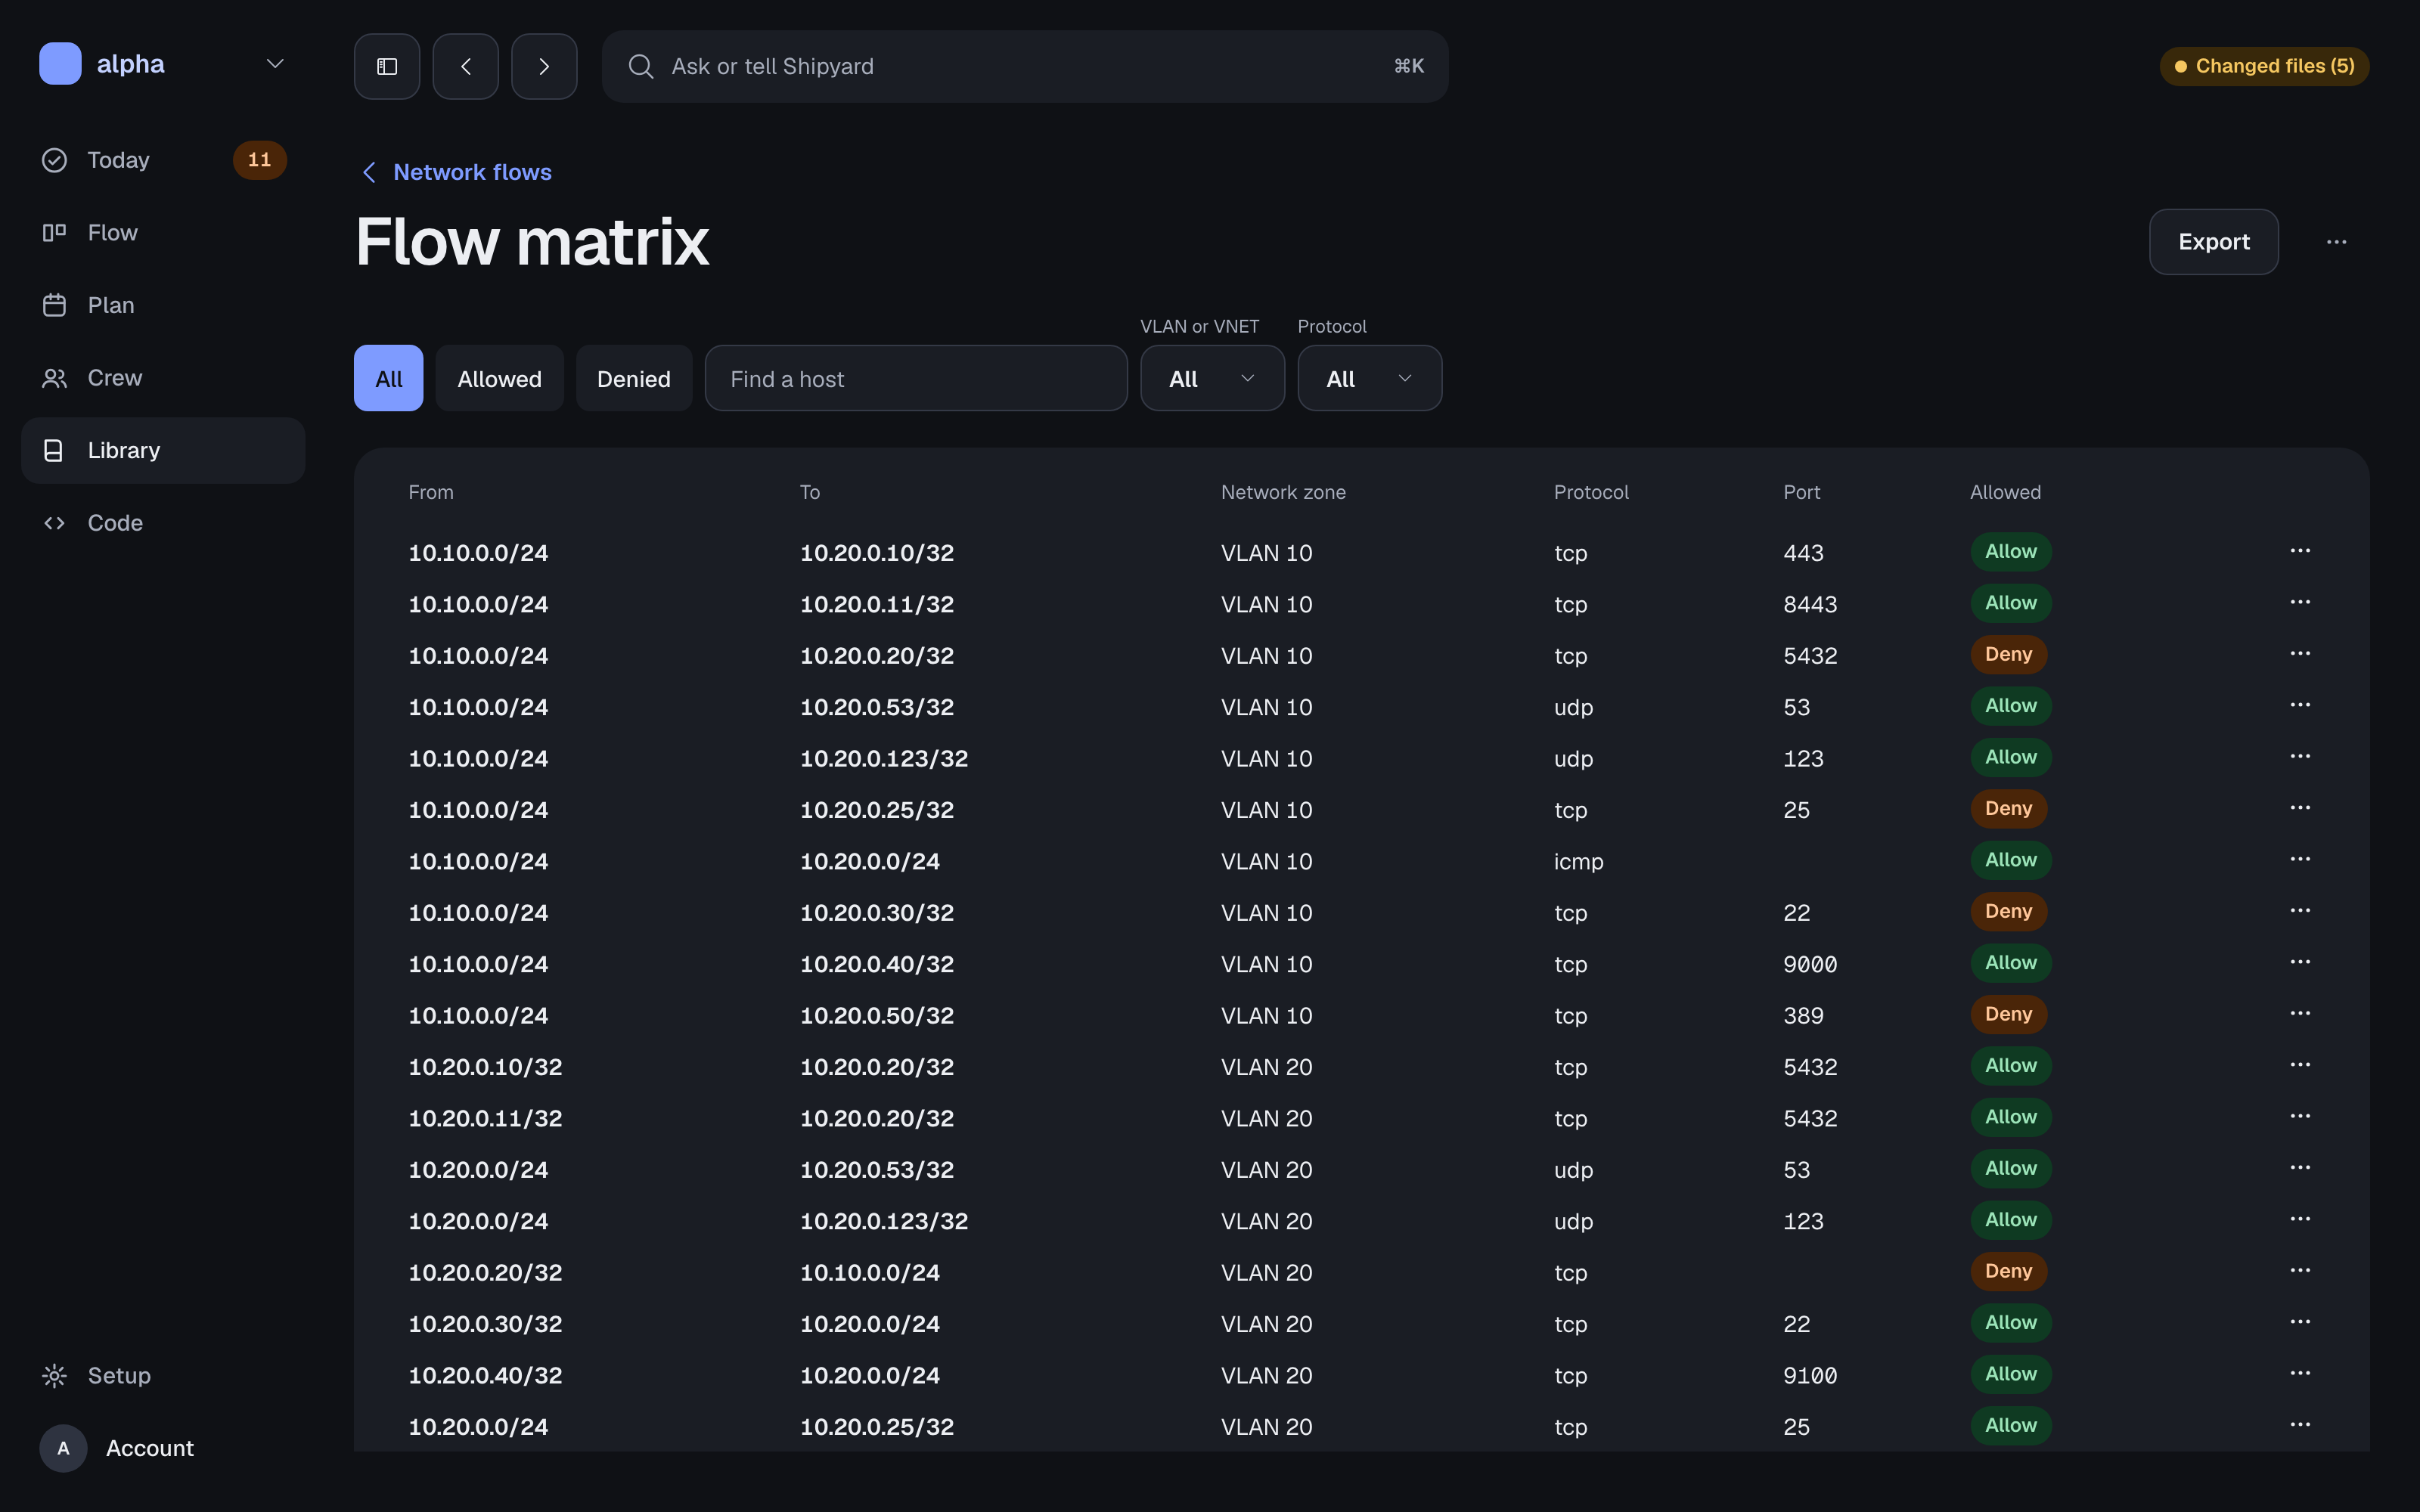 alpha
Ask or tell Shipyard ⌘K
Changed files (5)
Today 11
Flow
Plan
Crew
Library
Code
Setup
A Account
Network flows
Flow matrix
Export
VLAN or VNET Protocol
All Allowed Denied Find a host All All
From To Network zone Protocol Port Allowed
10.10.0.0/24 10.20.0.10/32 VLAN 10 tcp 443 Allow
10.10.0.0/24 10.20.0.11/32 VLAN 10 tcp 8443 Allow
10.10.0.0/24 10.20.0.20/32 VLAN 10 tcp 5432 Deny
10.10.0.0/24 10.20.0.53/32 VLAN 10 udp 53 Allow
10.10.0.0/24 10.20.0.123/32 VLAN 10 udp 123 Allow
10.10.0.0/24 10.20.0.25/32 VLAN 10 tcp 25 Deny
10.10.0.0/24 10.20.0.0/24 VLAN 10 icmp Allow
10.10.0.0/24 10.20.0.30/32 VLAN 10 tcp 22 Deny
10.10.0.0/24 10.20.0.40/32 VLAN 10 tcp 9000 Allow
10.10.0.0/24 10.20.0.50/32 VLAN 10 tcp 389 Deny
10.20.0.10/32 10.20.0.20/32 VLAN 20 tcp 5432 Allow
10.20.0.11/32 10.20.0.20/32 VLAN 20 tcp 5432 Allow
10.20.0.0/24 10.20.0.53/32 VLAN 20 udp 53 Allow
10.20.0.0/24 10.20.0.123/32 VLAN 20 udp 123 Allow
10.20.0.20/32 10.10.0.0/24 VLAN 20 tcp Deny
10.20.0.30/32 10.20.0.0/24 VLAN 20 tcp 22 Allow
10.20.0.40/32 10.20.0.0/24 VLAN 20 tcp 9100 Allow
10.20.0.0/24 10.20.0.25/32 VLAN 20 tcp 25 Allow